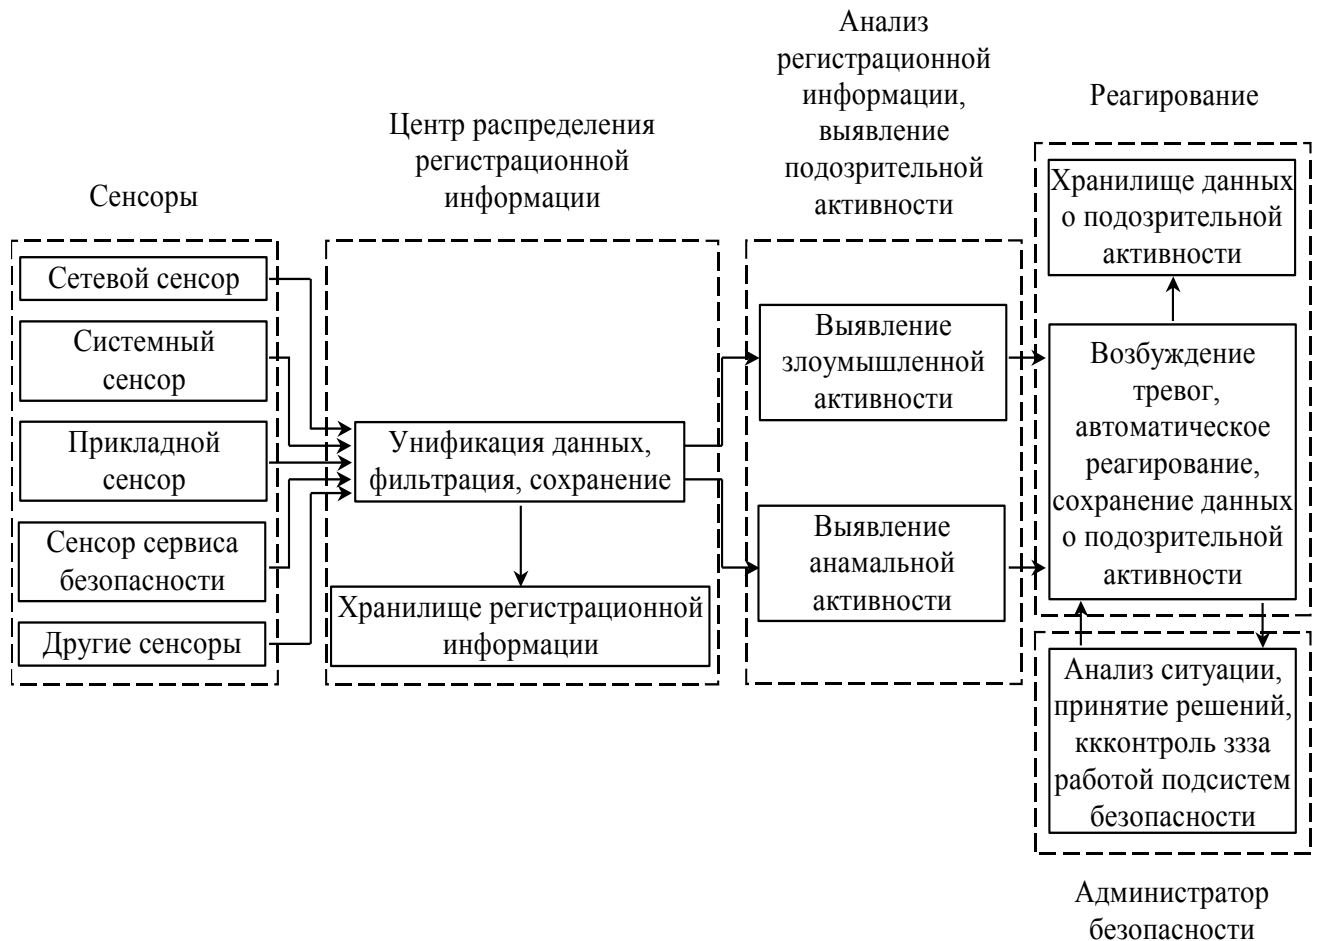 Сенсоры
Сетевой сенсор
Системный
сенсор
Прикладной
сенсор
Сенсор сервиса
безопасности
Другие сенсоры
Центр распределения
регистрационной
информации
Унификация данных,
фильтрация, сохранение
Хранилище регистрационной
информации
Анализ
регистрационной
информации,
выявление
подозрительной
активности
Выявление
злоумышленной
активности
Выявление
анамальной
активности
Реагирование
Хранилище данных
о подозрительной
активности
Возбуждение
тревог,
автоматическое
реагирование,
сохранение данных
о подозрительной
активности
Анализ ситуации,
принятие решений,
ккконтроль ззза
работой подсистем
безопасности
Администратор
безопасности